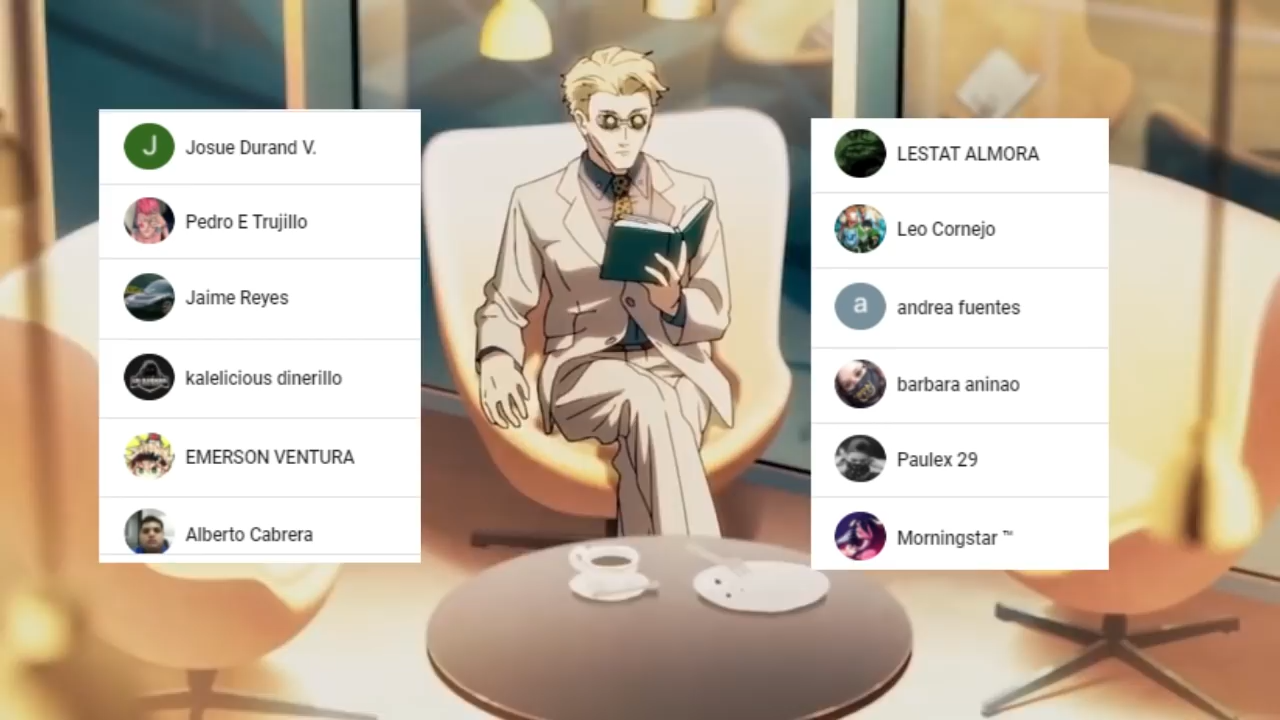 J Josue Durand V.
Pedro E Trujillo
Jaime Reyes
kalelicious dinerillo
EMERSON VENTURA
Alberto Cabrera
LESTAT ALMORA
Leo Cornejo
a andrea fuentes
barbara aninao
Paulex 29
Morningstar ™